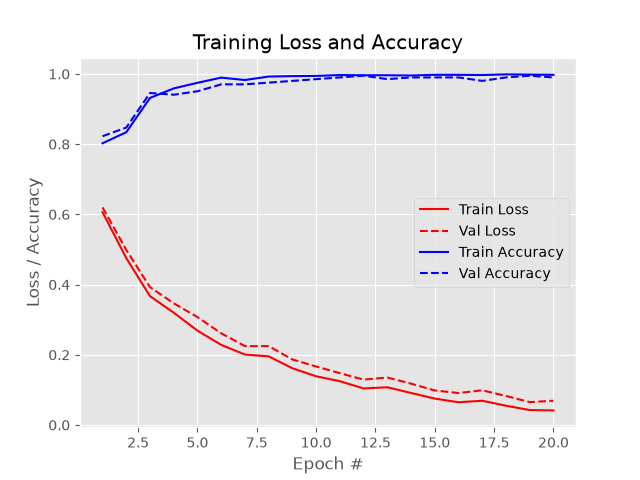 Training Loss and Accuracy
1.0
0.8
0.6
0.4
0.2
0.0
Loss / Accuracy
Train Loss
Val Loss
Train Accuracy
Val Accuracy
2.5 5.0 7.5 10.0 12.5 15.0 17.5 20.0
Epoch #